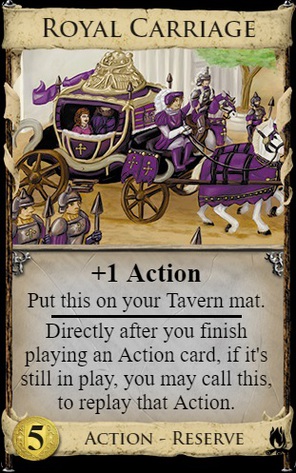 ROYAL CARRIAGE
+1 Action
Put this on your Tavern mat.
Directly after you finish
playing an Action card, if it's
still in play, you may call this,
to replay that Action.
5
ACTION - RESERVE